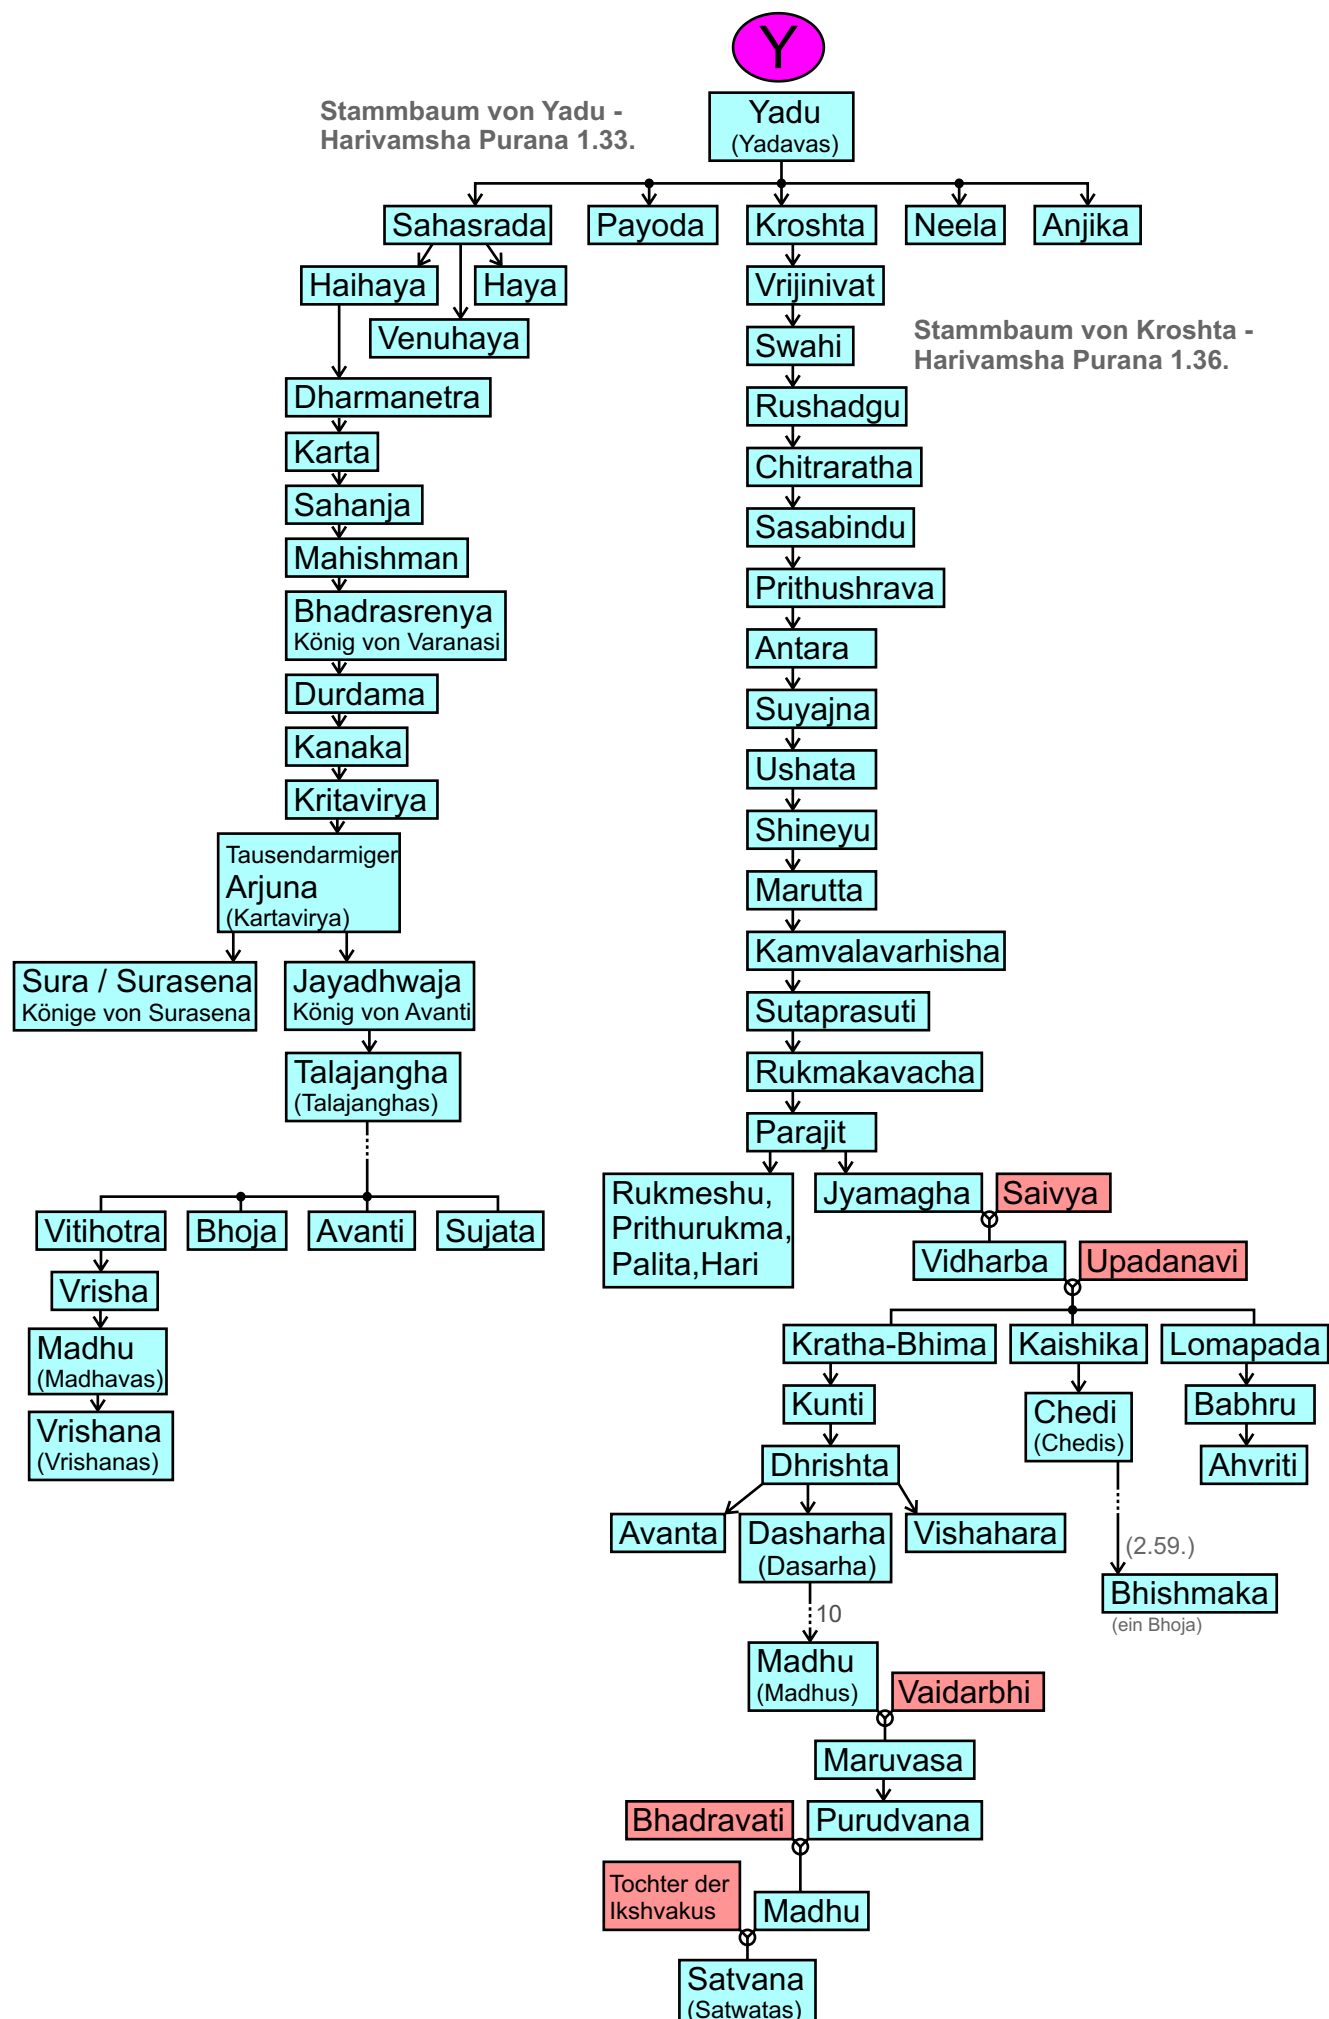 Y
Stammbaum von Yadu -
Harivamsha Purana 1.33.
Yadu
(Yadavas)
Sahasrada
Payoda
Kroshta
Neela
Anjika
Haihaya
Haya
Venuhaya
Dharmanetra
Karta
Sahanja
Mahishman
Bhadrasrenya
König von Varanasi
Durdama
Kanaka
Kritavirya
Tausendarmiger
Arjuna
(Kartavirya)
Sura / Surasena
Könige von Surasena
Jayadhwaja
König von Avanti
Talajangha
(Talajanghas)
Vitihotra
Bhoja
Avanti
Sujata
Vrisha
Madhu
(Madhavas)
Vrishana
(Vrishanas)
Stammbaum von Kroshta -
Harivamsha Purana 1.36.
Vrijinivat
Swahi
Rushadgu
Chitraratha
Sasabindu
Prithushrava
Antara
Suyajna
Ushata
Shineyu
Marutta
Kamvalavarhisha
Sutaprasuti
Rukmakavacha
Parajit
Rukmeshu,
Prithurukma,
Palita,Hari
Jyamagha
Saivya
Vidharba
Upadanavi
Kratha-Bhima
Kaishika
Lomapada
Kunti
Chedi
(Chedis)
Babhru
Dhrishta
Ahvriti
Avanta
Dasharha
(Dasarha)
Vishahara
(2.59.)
Bhishmaka
(ein Bhoja)
10
Madhu
(Madhus)
Vaidarbhi
Maruvasa
Bhadravati
Purudvana
Tochter der
Ikshvakus
Madhu
Satvana
(Satwatas)